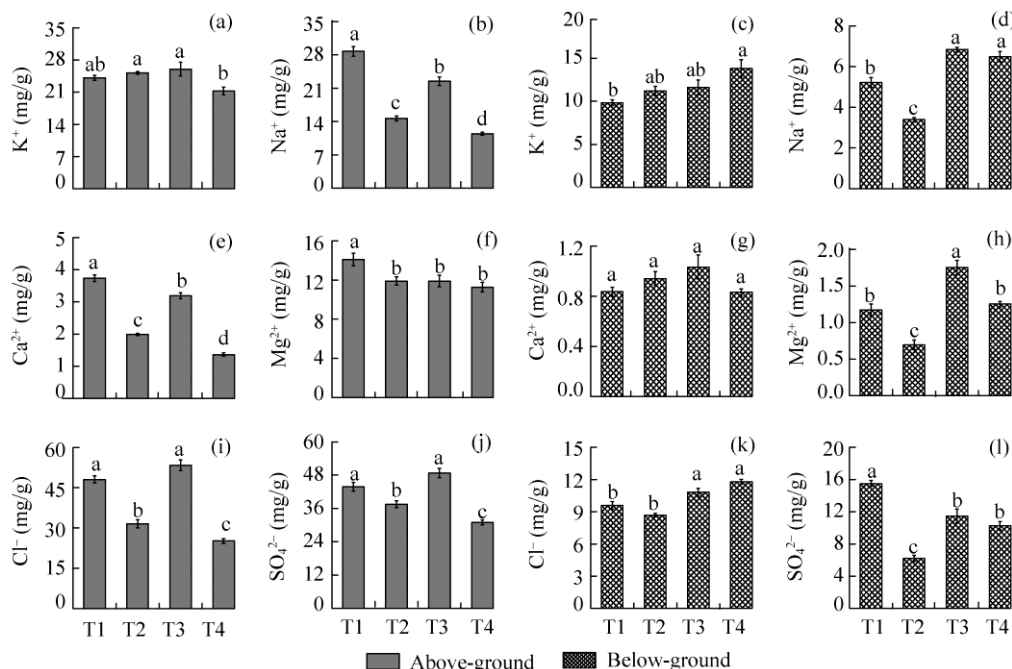 (a)
K⁺ (mg/g)
35
28
21
14
7
0
ab
a
a
b
(b)
Na⁺ (mg/g)
35
28
21
14
7
0
a
c
b
d
(c)
K⁺ (mg/g)
20
15
10
5
0
b
ab
ab
a
(d)
Na⁺ (mg/g)
8
6
4
2
0
b
c
a
a
(e)
Ca²⁺ (mg/g)
5
4
3
2
1
0
a
c
b
d
(f)
Mg²⁺ (mg/g)
16
12
8
4
0
a
b
b
b
(g)
Ca²⁺ (mg/g)
1.2
0.8
0.4
0.0
a
a
a
a
(h)
Mg²⁺ (mg/g)
2.0
1.5
1.0
0.5
0.0
b
c
a
b
(i)
Cl⁻ (mg/g)
60
45
30
15
0
a
b
a
c
T1 T2 T3 T4
(j)
SO₄²⁻ (mg/g)
60
48
36
24
12
0
a
b
a
c
T1 T2 T3 T4
(k)
Cl⁻ (mg/g)
15
12
9
6
3
0
b
b
a
a
T1 T2 T3 T4
(l)
SO₄²⁻ (mg/g)
20
16
12
8
4
0
a
c
b
b
T1 T2 T3 T4
Above-ground Below-ground